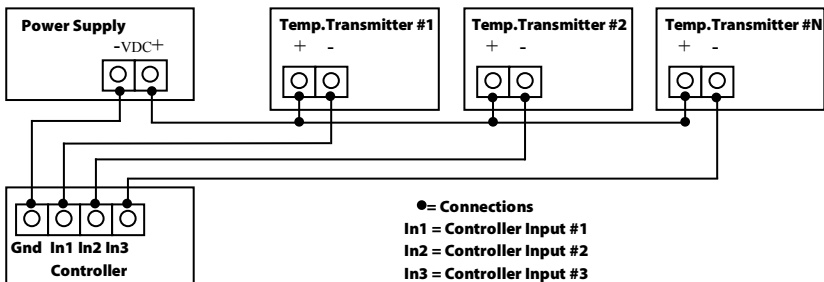 Power Supply
-VDC+
Temp.Transmitter #1
+ -
Temp.Transmitter #2
+ -
Temp.Transmitter #N
+ -
Gnd In1 In2 In3
Controller
= Connections
In1 = Controller Input #1
In2 = Controller Input #2
In3 = Controller Input #3